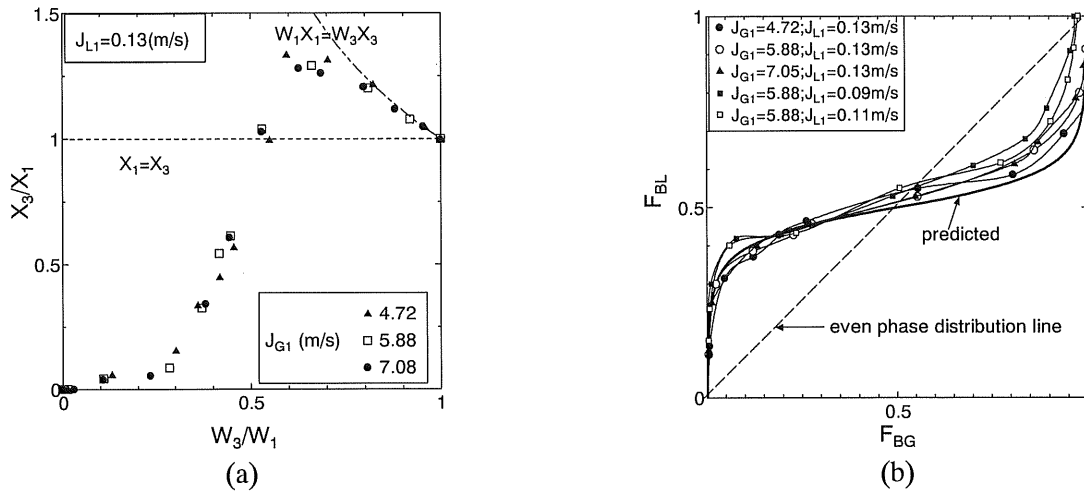 1.5
J_L1=0.13(m/s)
W_1X_1=W_3X_3
1
X_1=X_3
X_3/X_1
0.5
▲ 4.72
J_G1 (m/s) □ 5.88
● 7.08
0
0 0.5 1
W_3/W_1
(a)
1
J_G1=4.72;J_L1=0.13m/s
J_G1=5.88;J_L1=0.13m/s
J_G1=7.05;J_L1=0.13m/s
J_G1=5.88;J_L1=0.09m/s
J_G1=5.88;J_L1=0.11m/s
F_BL
0.5
predicted
even phase distribution line
0
0.5
F_BG
(b)